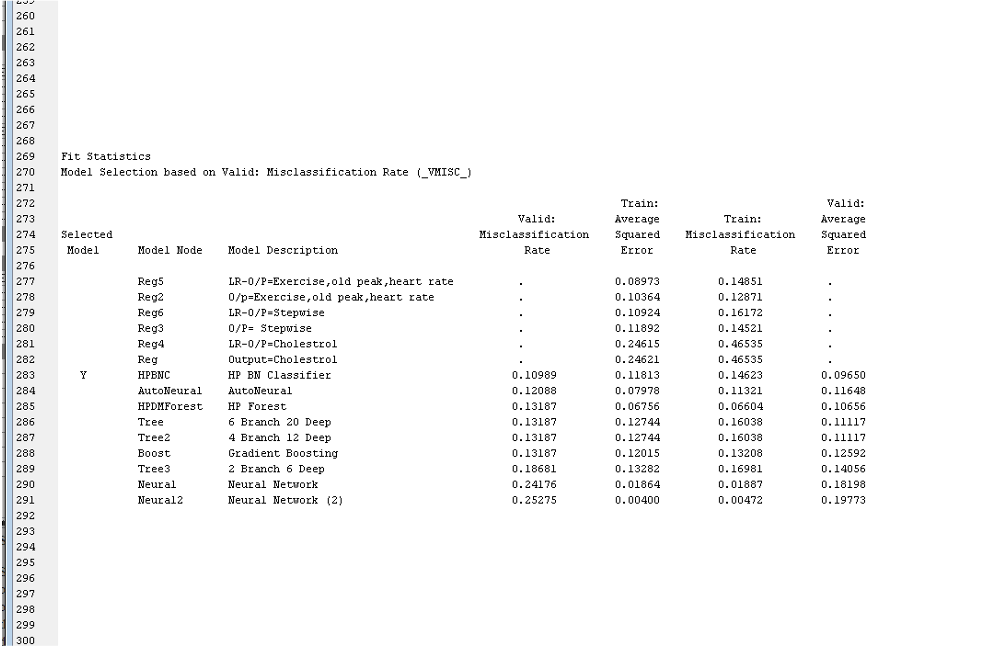 259
260
261
262
263
264
265
266
267
268
269 Fit Statistics
270 Model Selection based on Valid: Misclassification Rate (_VMISC_)
271
272 Train: Valid:
273 Valid: Average Train: Average
274 Selected Misclassification Squared Misclassification Squared
275 Model Model Node Model Description Rate Error Rate Error
276
277 Reg5 LR-O/P=Exercise,old peak,heart rate . 0.08973 0.14851 .
278 Reg2 O/p=Exercise,old peak,heart rate . 0.10364 0.12871 .
279 Reg6 LR-O/P=Stepwise . 0.10924 0.16172 .
280 Reg3 O/P= Stepwise . 0.11892 0.14521 .
281 Reg4 LR-O/P=Cholestrol . 0.24615 0.46535 .
282 Reg Output=Cholestrol . 0.24621 0.46535 .
283 Y HPBNC HP BN Classifier 0.10989 0.11813 0.14623 0.09650
284 AutoNeural AutoNeural 0.12088 0.07978 0.11321 0.11648
285 HPDMForest HP Forest 0.13187 0.06756 0.06604 0.10656
286 Tree 6 Branch 20 Deep 0.13187 0.12744 0.16038 0.11117
287 Tree2 4 Branch 12 Deep 0.13187 0.12744 0.16038 0.11117
288 Boost Gradient Boosting 0.13187 0.12015 0.13208 0.12592
289 Tree3 2 Branch 6 Deep 0.18681 0.13282 0.16981 0.14056
290 Neural Neural Network 0.24176 0.01864 0.01887 0.18198
291 Neural2 Neural Network (2) 0.25275 0.00400 0.00472 0.19773
292
293
294
295
296
297
298
299
300